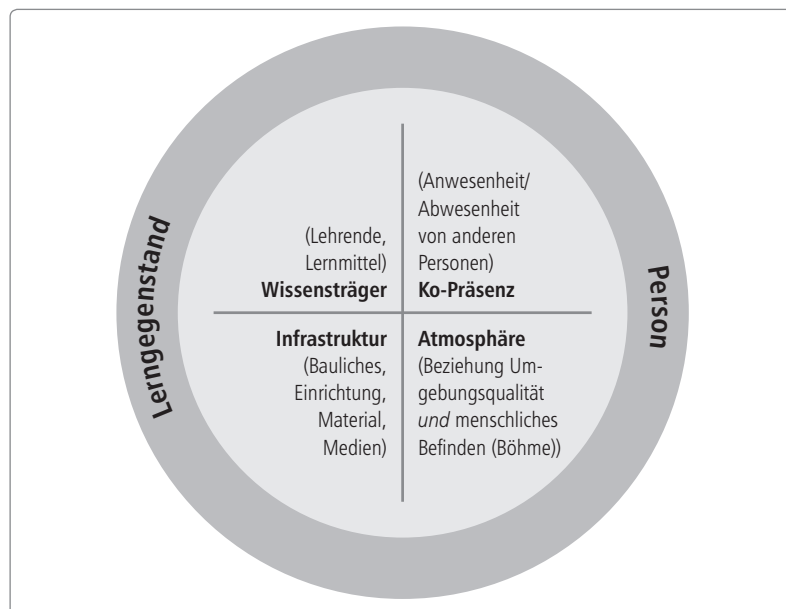 Lerngegenstand
(Lehrende,
Lernmittel)
Wissensträger
(Anwesenheit/
Abwesenheit
von anderen
Personen)
Ko-Präsenz
Infrastruktur
(Bauliches,
Einrichtung,
Material,
Medien)
Atmosphäre
(Beziehung Um-
gebungsqualität
und menschliches
Befinden (Böhme))
Person